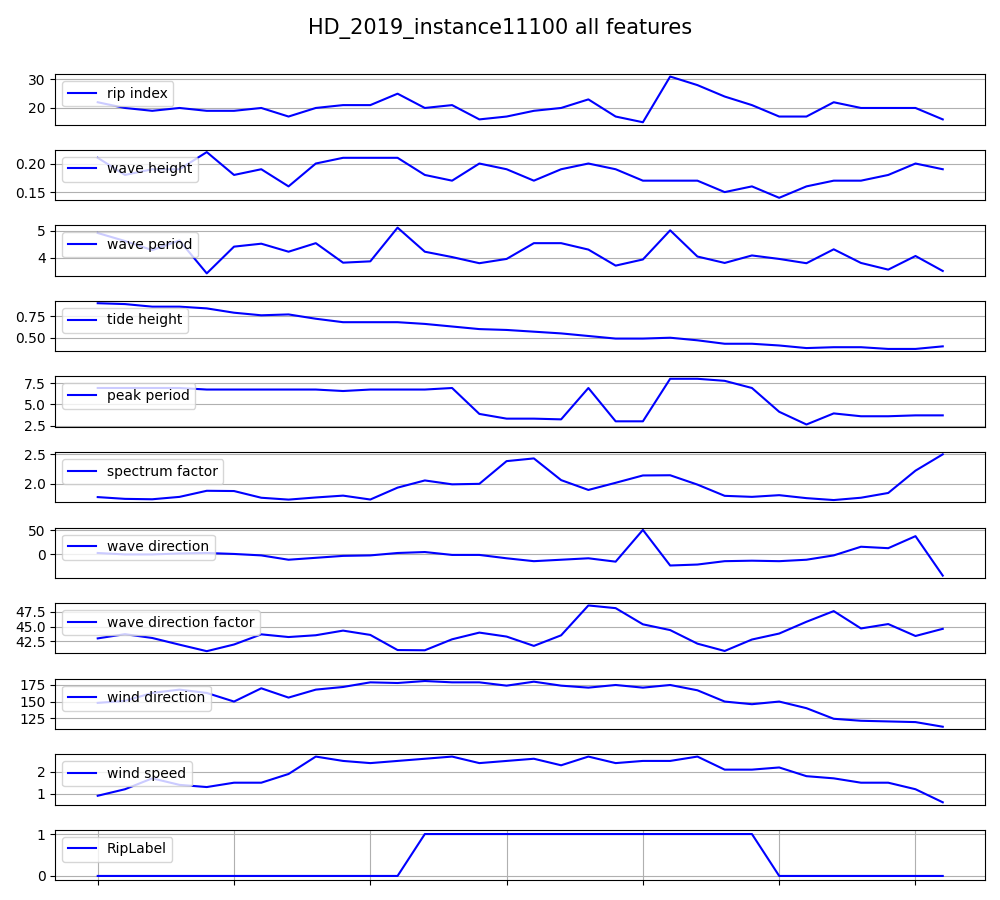 HD_2019_instance11100 all features
30
20
rip index
0.20
0.15
wave height
5
4
wave period
0.75
0.50
tide height
7.5
5.0
2.5
peak period
2.5
2.0
spectrum factor
50
0
wave direction
47.5
45.0
42.5
wave direction factor
175
150
125
wind direction
2
1
wind speed
1
0
RipLabel